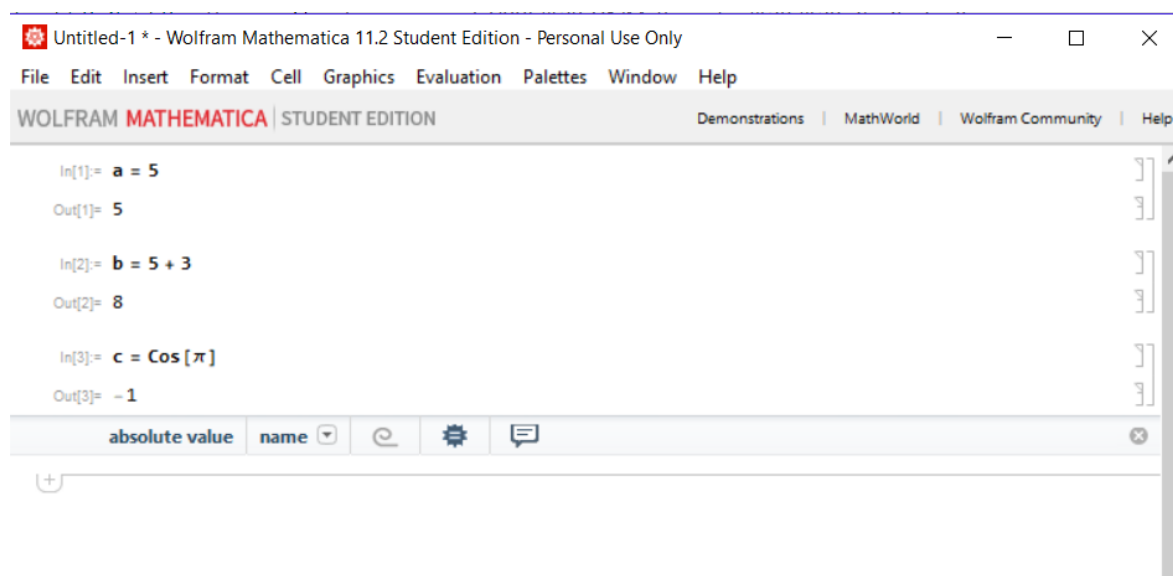 Untitled-1 * - Wolfram Mathematica 11.2 Student Edition - Personal Use Only
File Edit Insert Format Cell Graphics Evaluation Palettes Window Help
WOLFRAM MATHEMATICA STUDENT EDITION Demonstrations | MathWorld | Wolfram Community | Help
In[1]:= a = 5
Out[1]= 5
In[2]:= b = 5 + 3
Out[2]= 8
In[3]:= c = Cos[π]
Out[3]= -1
absolute value name